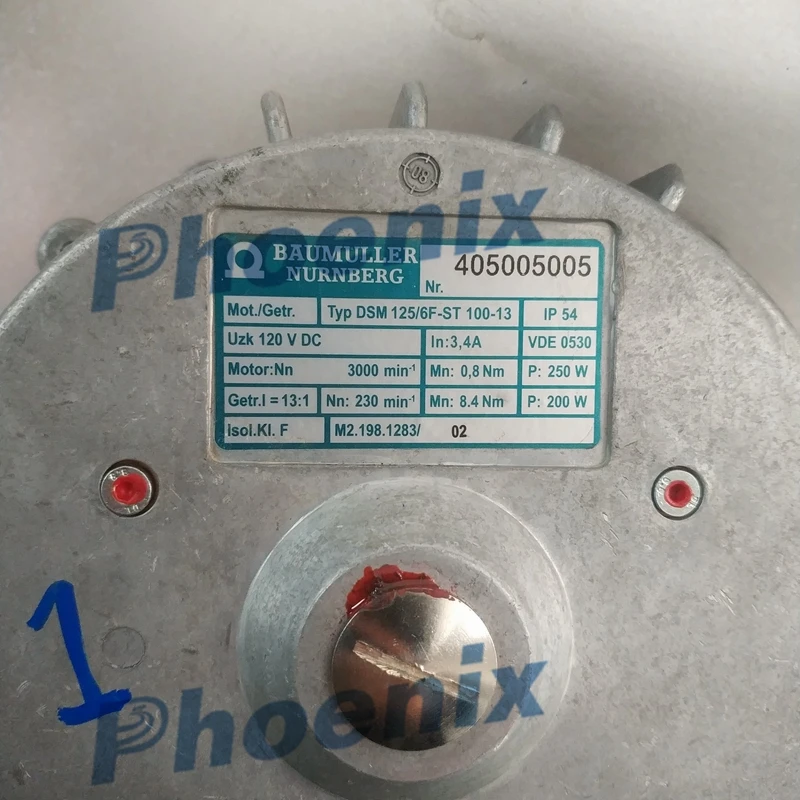 08
Phoenix
BAUMULLER
NURNBERG
Nr. 405005005
Mot./Getr. Typ DSM 125/6F-ST 100-13 IP 54
Uzk 120 V DC In:3,4A VDE 0530
Motor:Nn 3000 min-1 Mn: 0,8 Nm P: 250 W
Getr.I = 13:1 Nn: 230 min-1 Mn: 8.4 Nm P: 200 W
Isol.Kl. F M2.198.1283/ 02
1
Phoenix